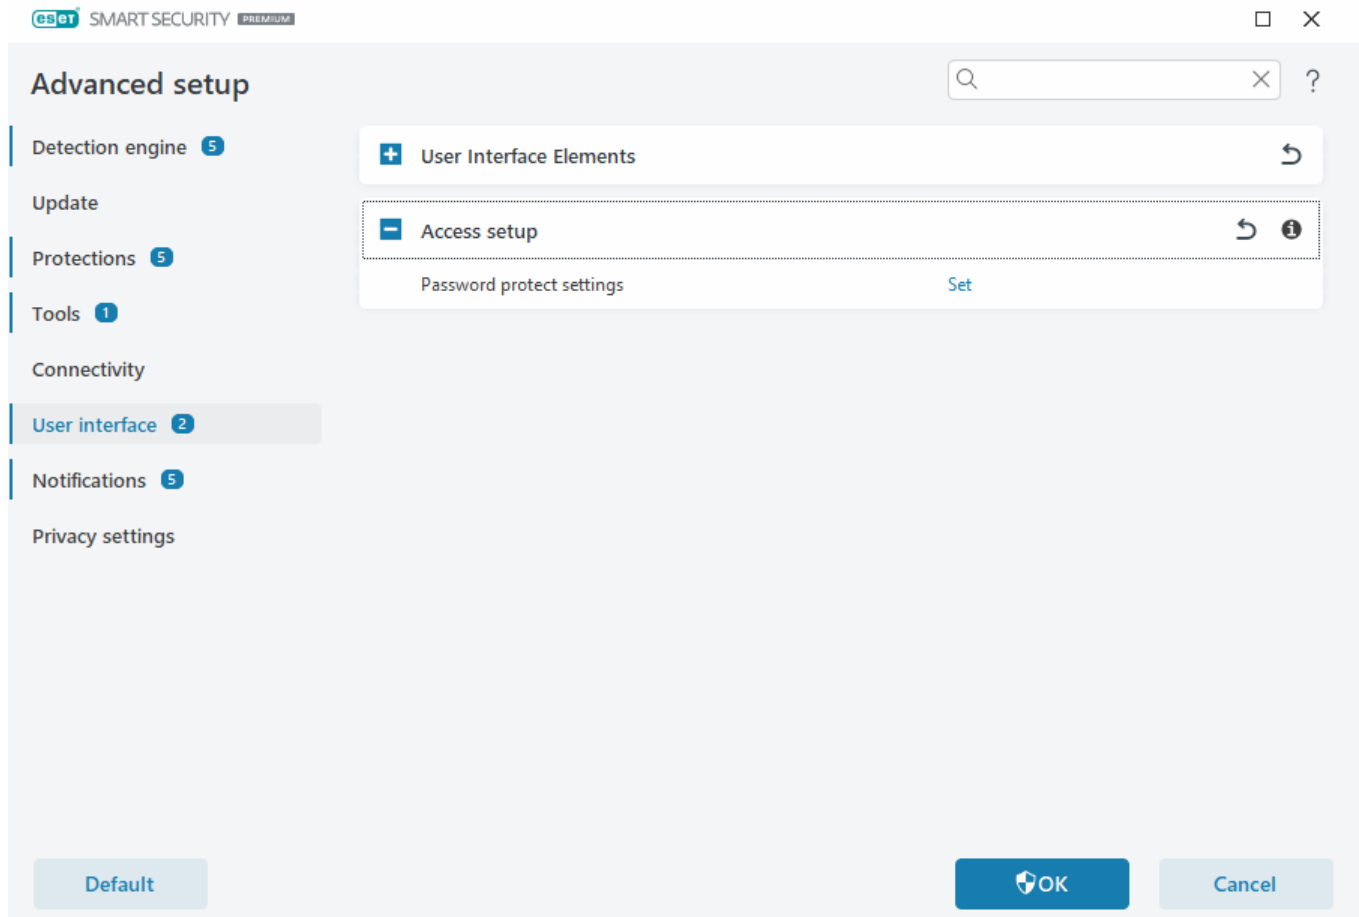 eset SMART SECURITY PREMIUM
Advanced setup
?
Detection engine 5
Update
Protections 5
Tools 1
Connectivity
User interface 2
Notifications 5
Privacy settings
User Interface Elements
Access setup
Password protect settings Set
Default
OK
Cancel